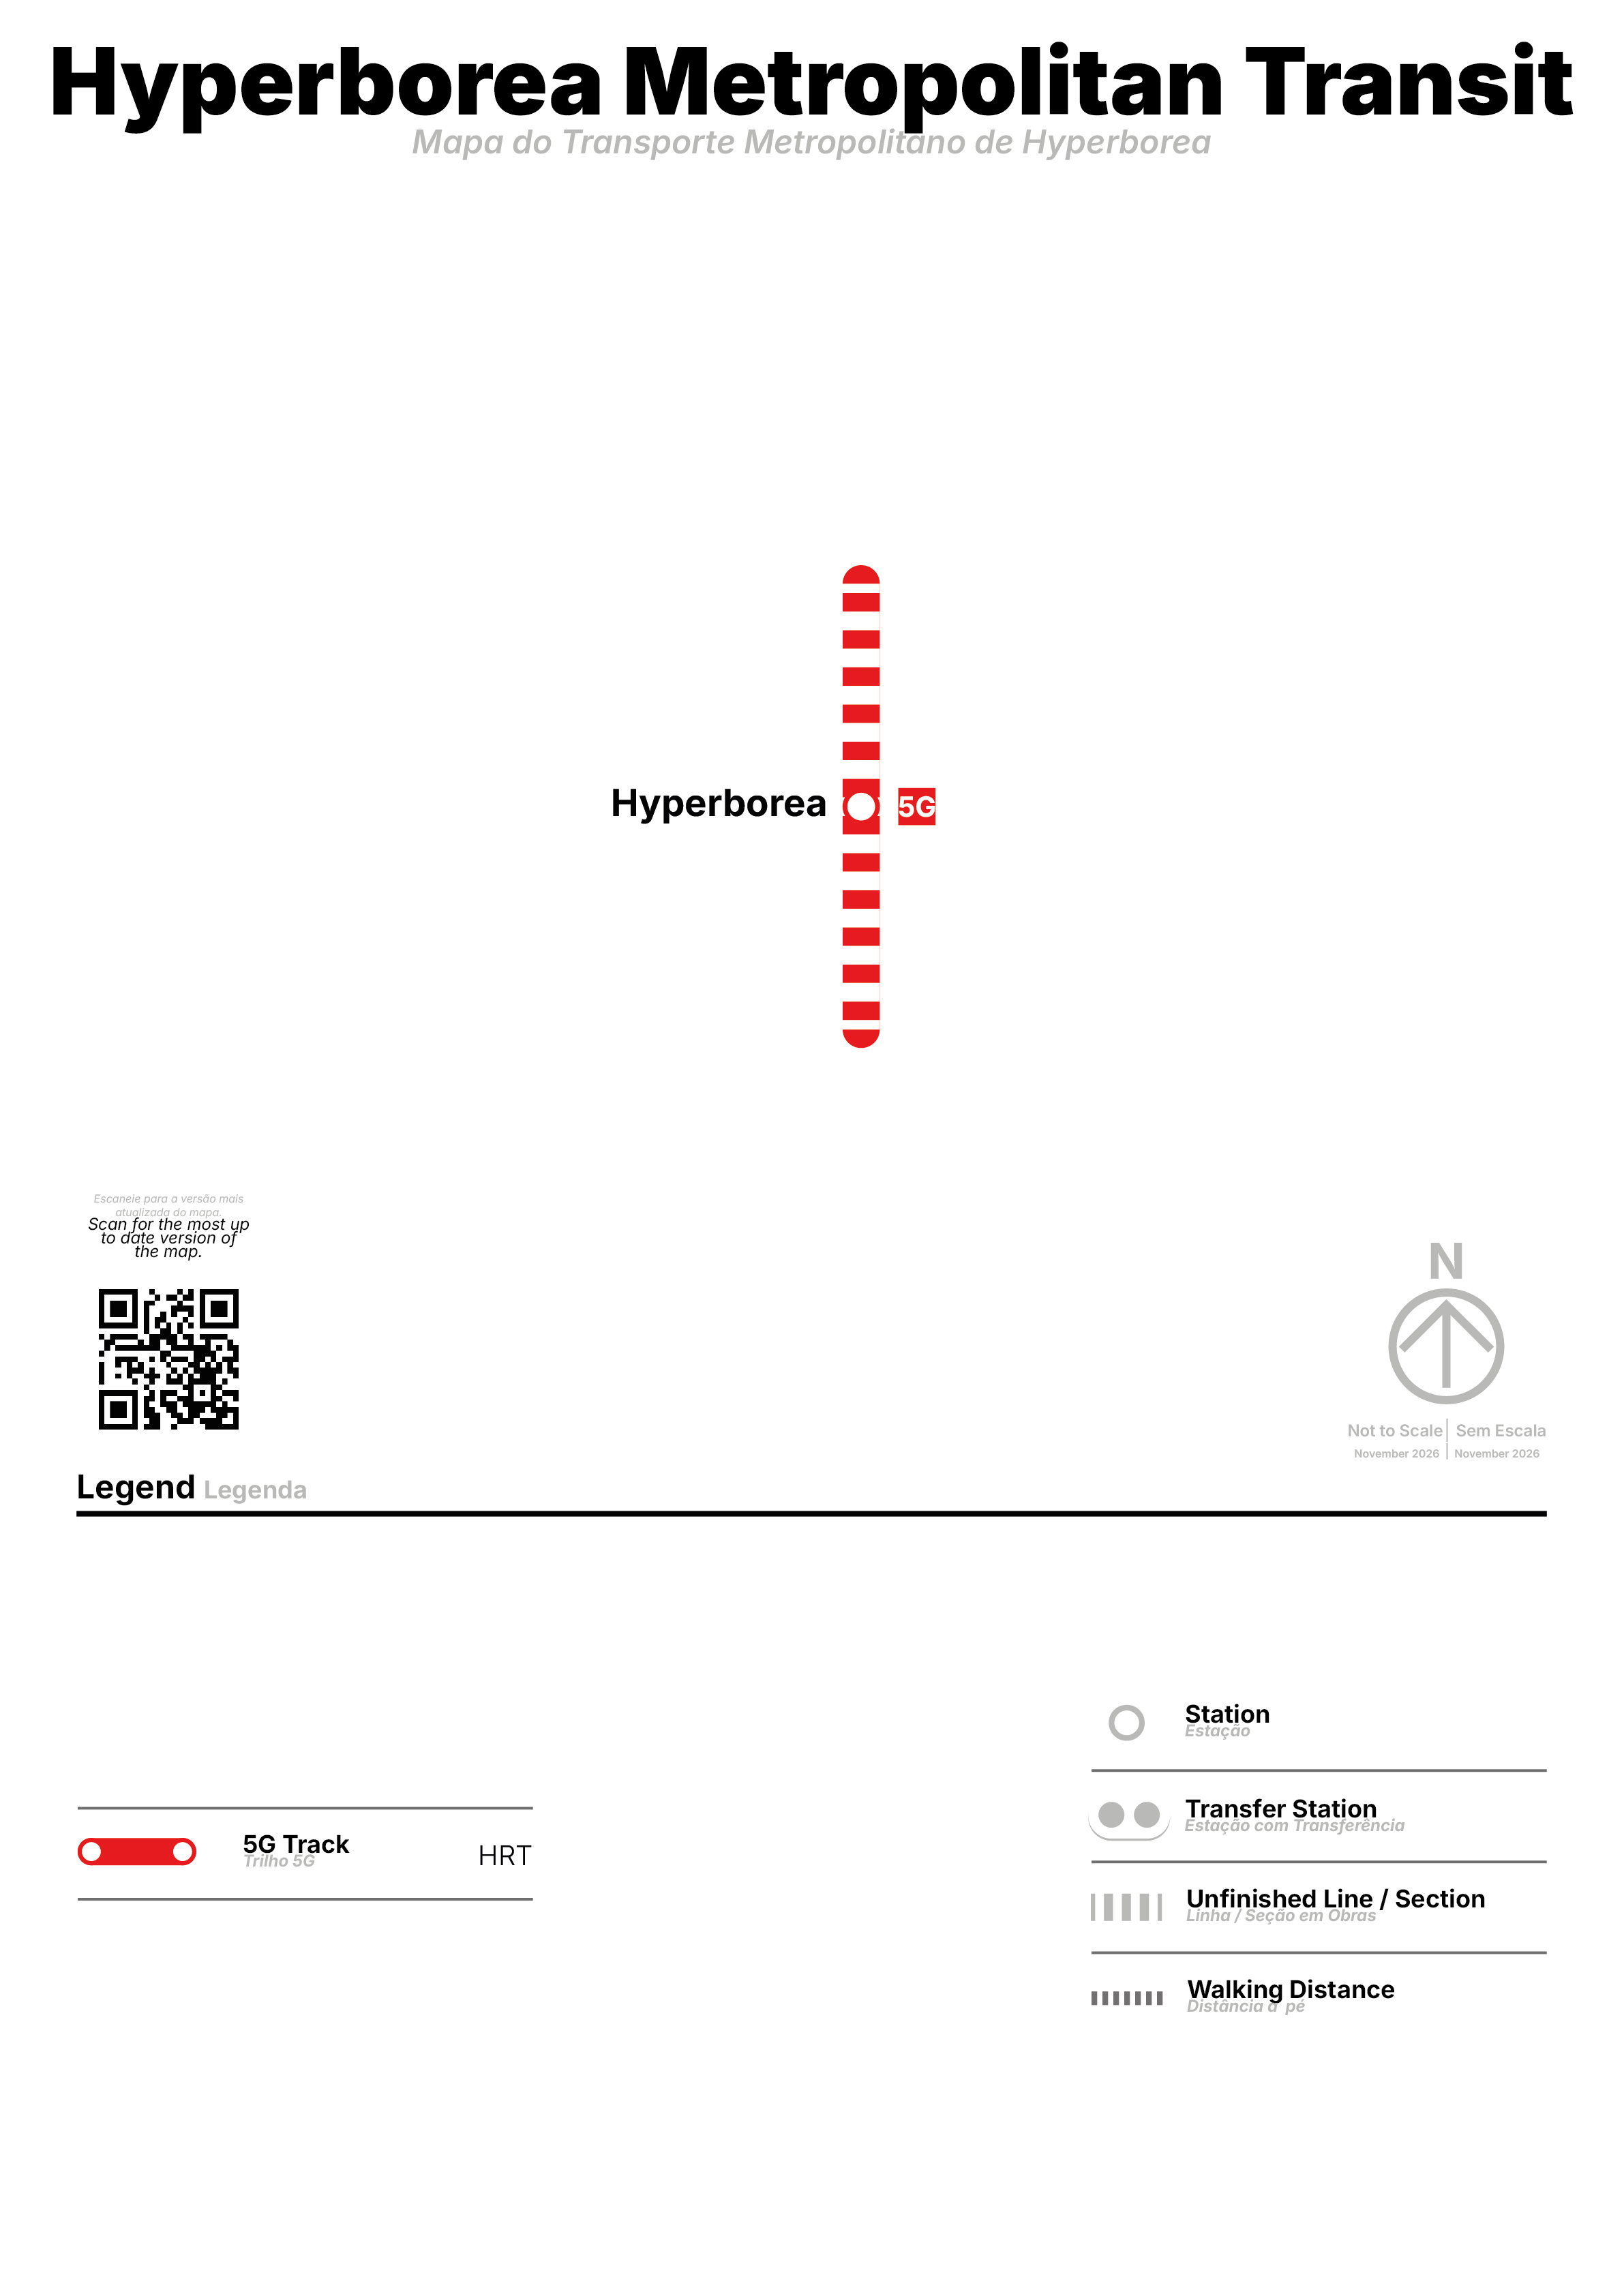 Hyperborea Metropolitan Transit
Mapa do Transporte Metropolitano de Hyperborea
Hyperborea
5G
Escaneie para a versão mais
atualizada do mapa.
Scan for the most up
to date version of
the map.
N
Not to Scale
Sem Escala
November 2026
November 2026
Legend Legenda
5G Track
Trilho 5G
HRT
Station
Estação
Transfer Station
Estação com Transferência
Unfinished Line / Section
Linha / Seção em Obras
Walking Distance
Distância a pé